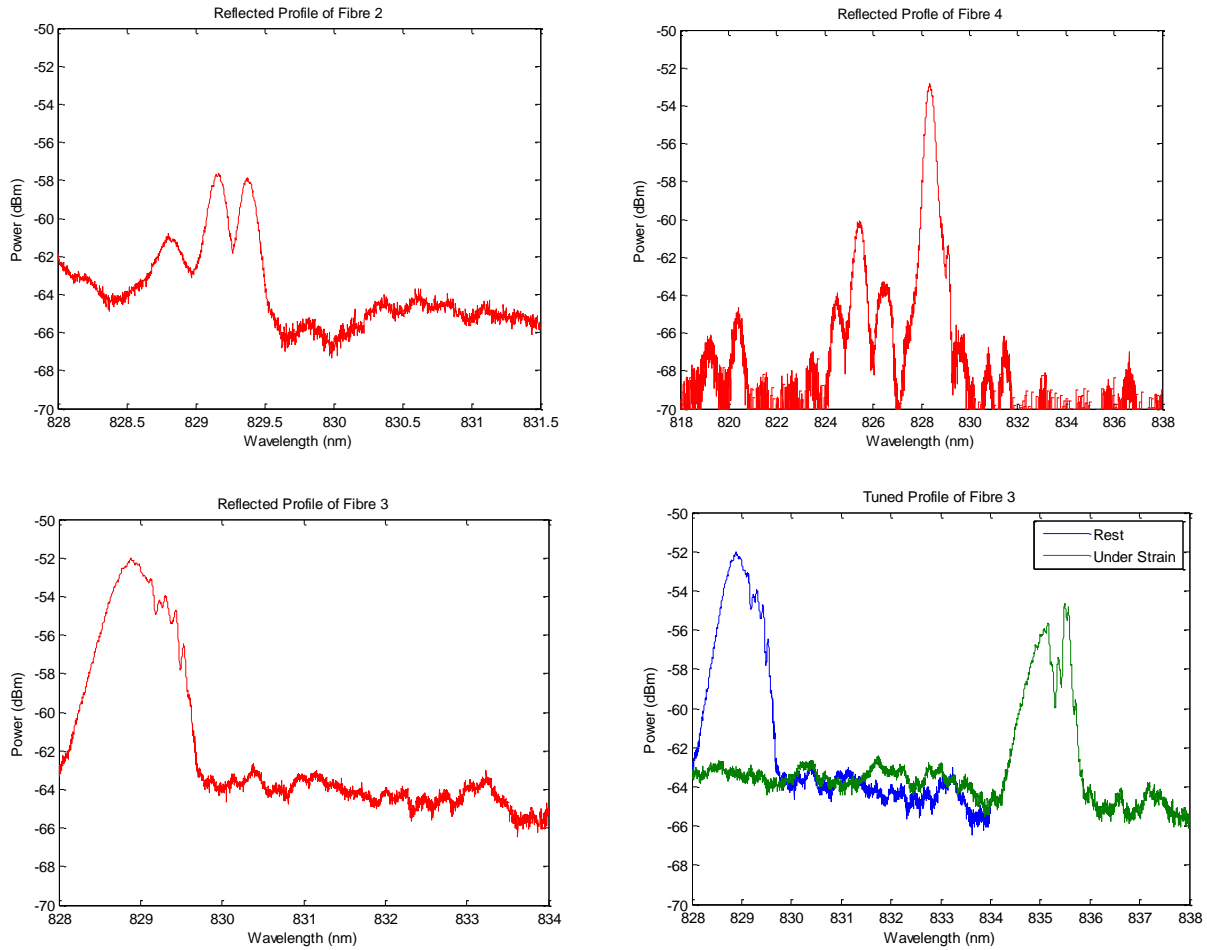 Reflected Profile of Fibre 2
-50
-52
-54
-56
-58
-60
-62
-64
-66
-68
-70
Power (dBm)
828 828.5 829 829.5 830 830.5 831 831.5
Wavelength (nm)
Reflected Profle of Fibre 4
-50
-52
-54
-56
-58
-60
-62
-64
-66
-68
-70
Power (dBm)
818 820 822 824 826 828 830 832 834 836 838
Wavelength (nm)
Reflected Profile of Fibre 3
-50
-52
-54
-56
-58
-60
-62
-64
-66
-68
-70
Power (dBm)
828 829 830 831 832 833 834
Wavelength (nm)
Tuned Profile of Fibre 3
Rest
Under Strain
-50
-52
-54
-56
-58
-60
-62
-64
-66
-68
-70
Power (dBm)
828 829 830 831 832 833 834 835 836 837 838
Wavelength (nm)